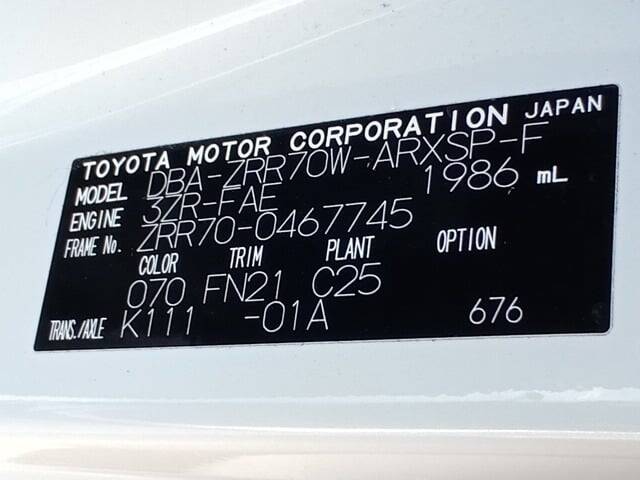 TOYOTA MOTOR CORPORATION JAPAN
MODEL DBA-ZRR70W-ARXSP-F
ENGINE 3ZR-FAE 1986 mL
FRAME No. ZRR70-0467745
COLOR TRIM PLANT OPTION
070 FN21 C25
TRANS./AXLE K111 -01A 676